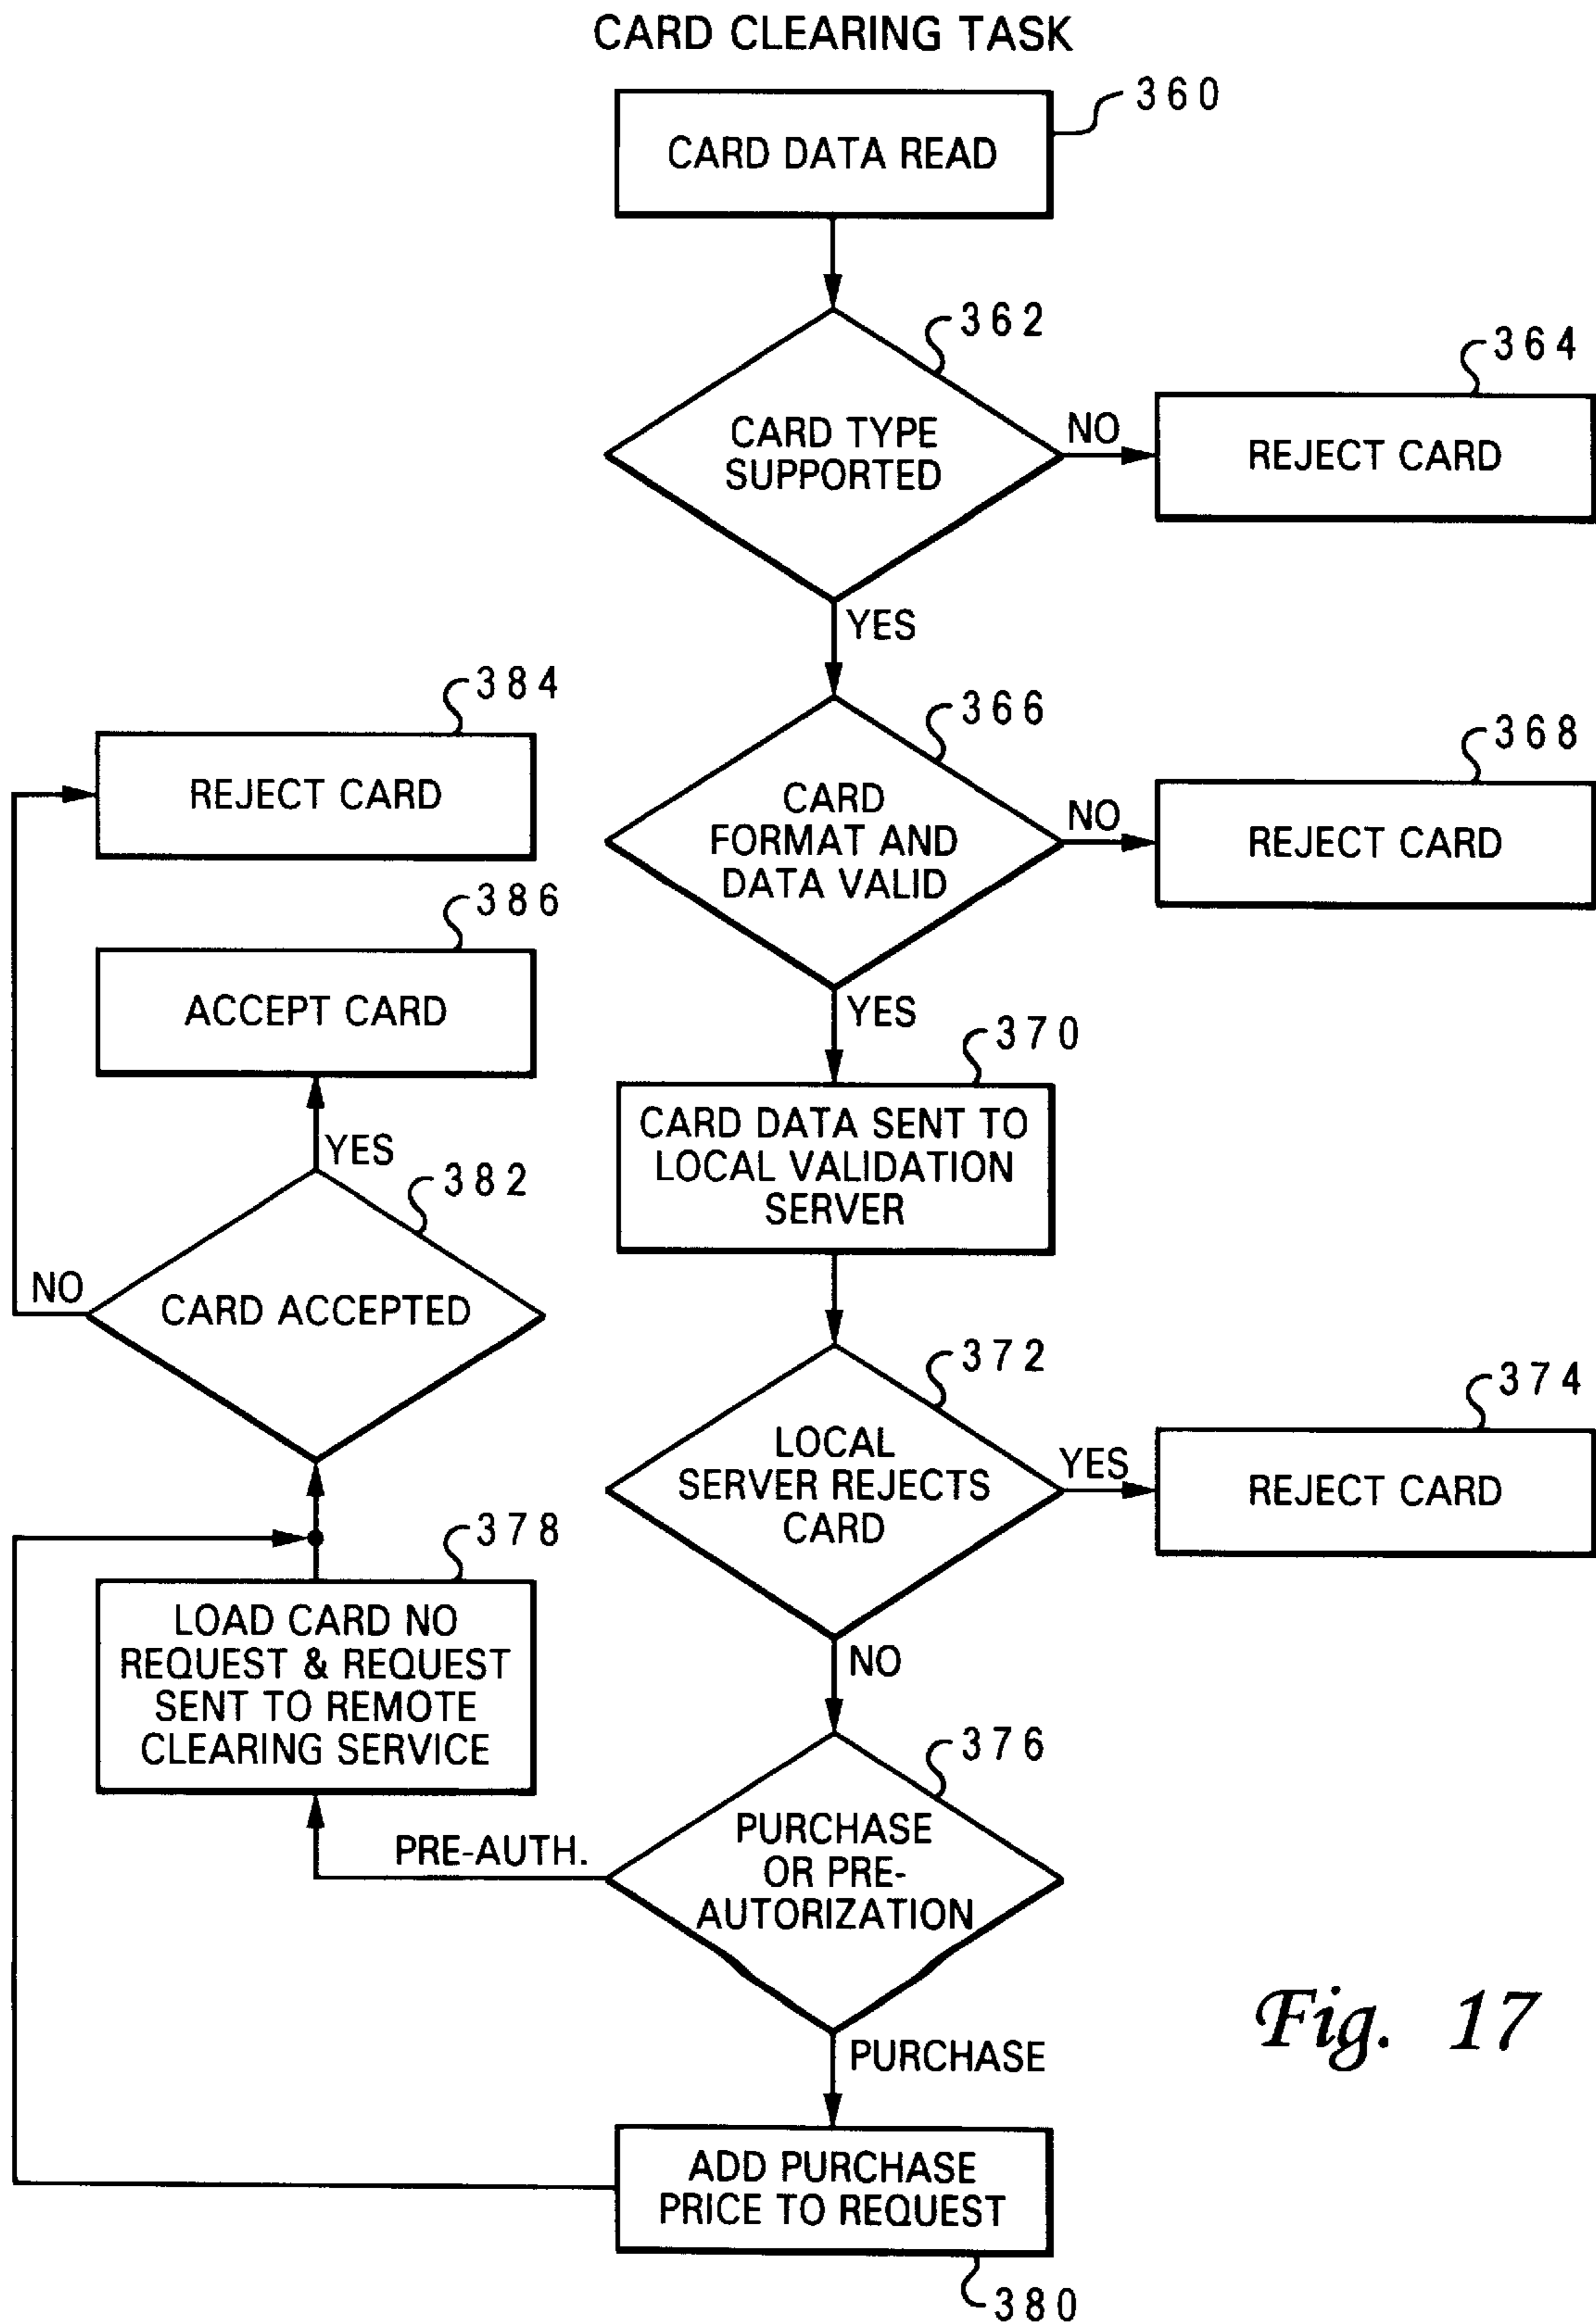 CARD CLEARING TASK
360
CARD DATA READ
362
364
CARD TYPE
SUPPORTED
NO
REJECT CARD
YES
384
366
368
REJECT CARD
CARD
FORMAT AND
DATA VALID
NO
REJECT CARD
386
ACCEPT CARD
YES
370
CARD DATA SENT TO
LOCAL VALIDATION
SERVER
YES
382
NO
CARD ACCEPTED
372
374
LOCAL
SERVER REJECTS
CARD
YES
REJECT CARD
378
LOAD CARD NO
REQUEST & REQUEST
SENT TO REMOTE
CLEARING SERVICE
NO
376
PRE-AUTH.
PURCHASE
OR PRE-
AUTORIZATION
PURCHASE
Fig. 17
ADD PURCHASE
PRICE TO REQUEST
380